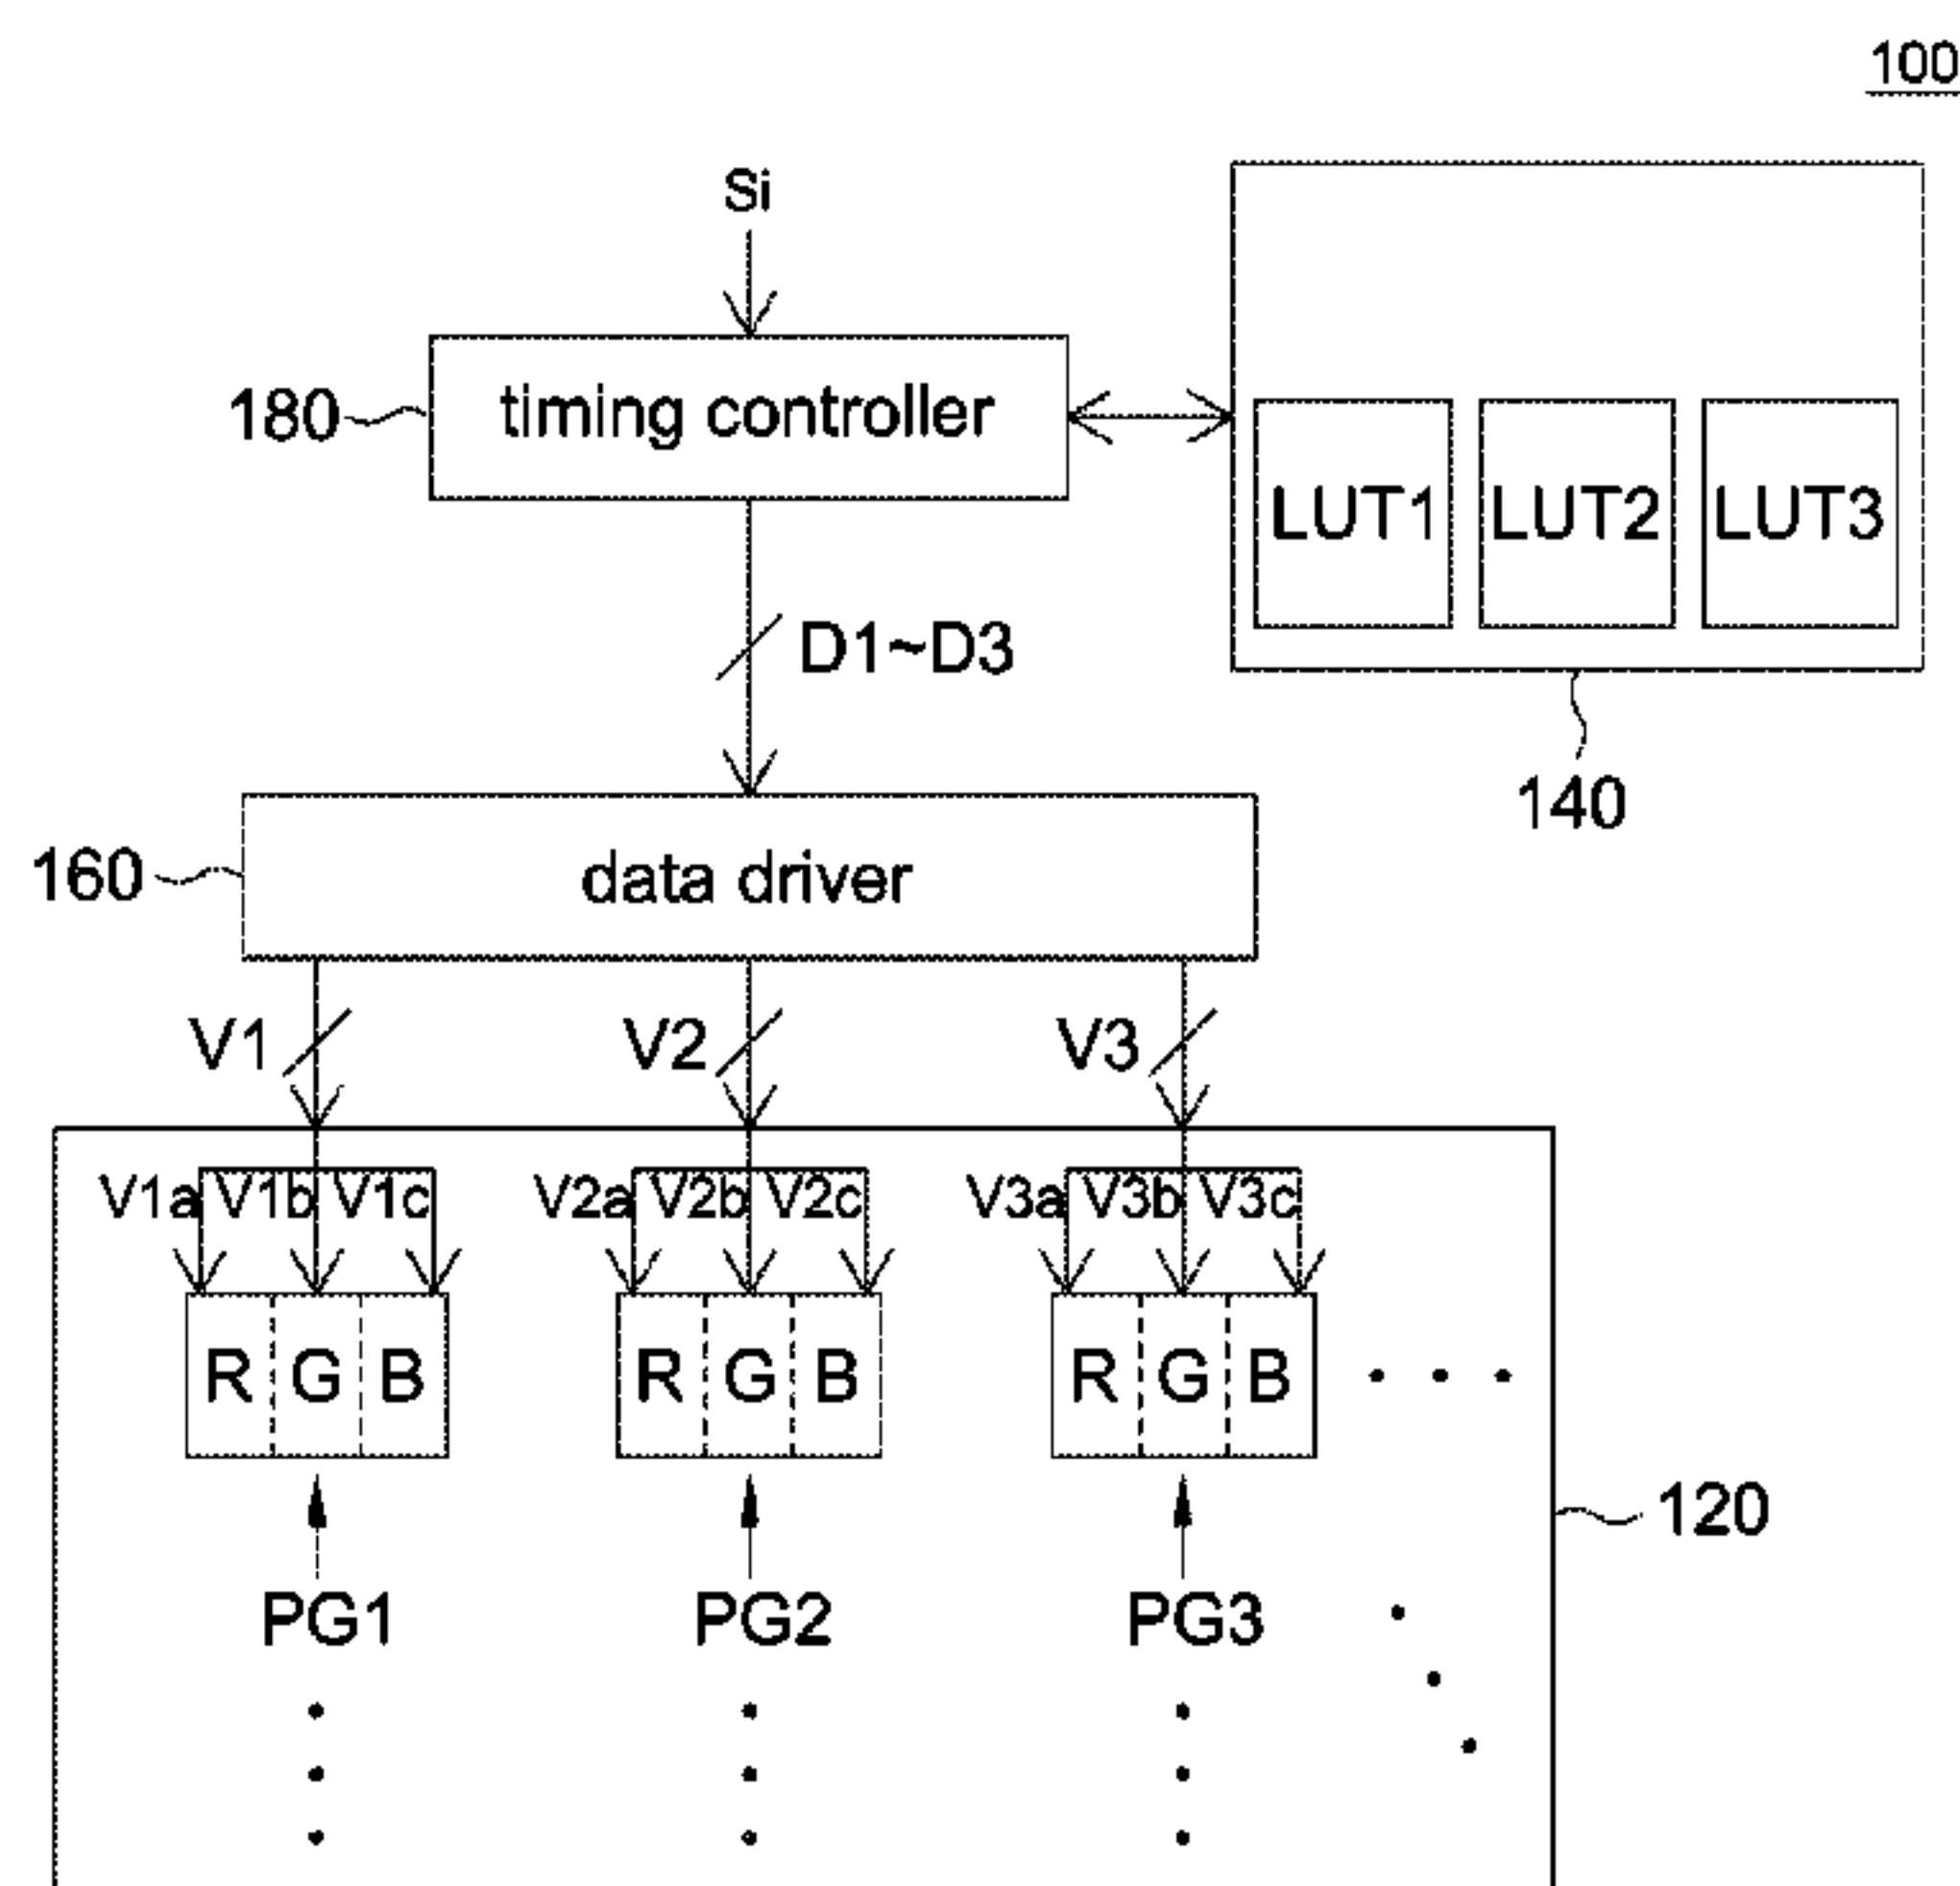 100
Si
180
timing controller
LUT1 LUT2 LUT3
D1~D3
140
160
data driver
V1 V2 V3
V1a V1b V1c V2a V2b V2c V3a V3b V3c
R G B R G B R G B
120
PG1 PG2 PG3